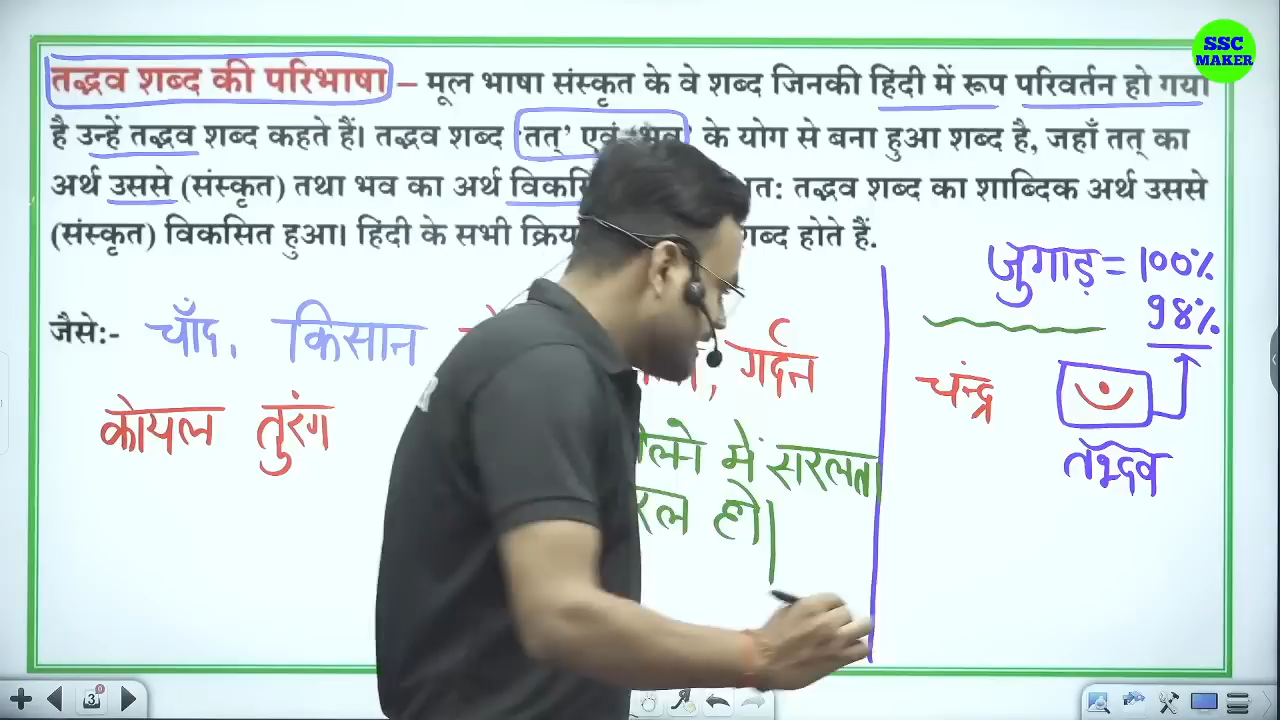 SSC
MAKER
तद्भव शब्द की परिभाषा – मूल भाषा संस्कृत के वे शब्द जिनकी हिंदी में रूप परिवर्तन हो गया
है उन्हें तद्भव शब्द कहते हैं। तद्भव शब्द 'तत्' एवं 'भव' के योग से बना हुआ शब्द है, जहाँ तत् का
अर्थ उससे (संस्कृत) तथा भव का अर्थ तद्भव शब्द का शाब्दिक अर्थ उससे
(संस्कृत) विकसित हुआ। हिंदी के सभी शब्द होते हैं.
जुगाड़ = 100%
98%
जैसे:- चाँद, किसान गर्दन
चंन्द्र
कोयल तुरंग
में सरलता
तद्भव
हो।
3